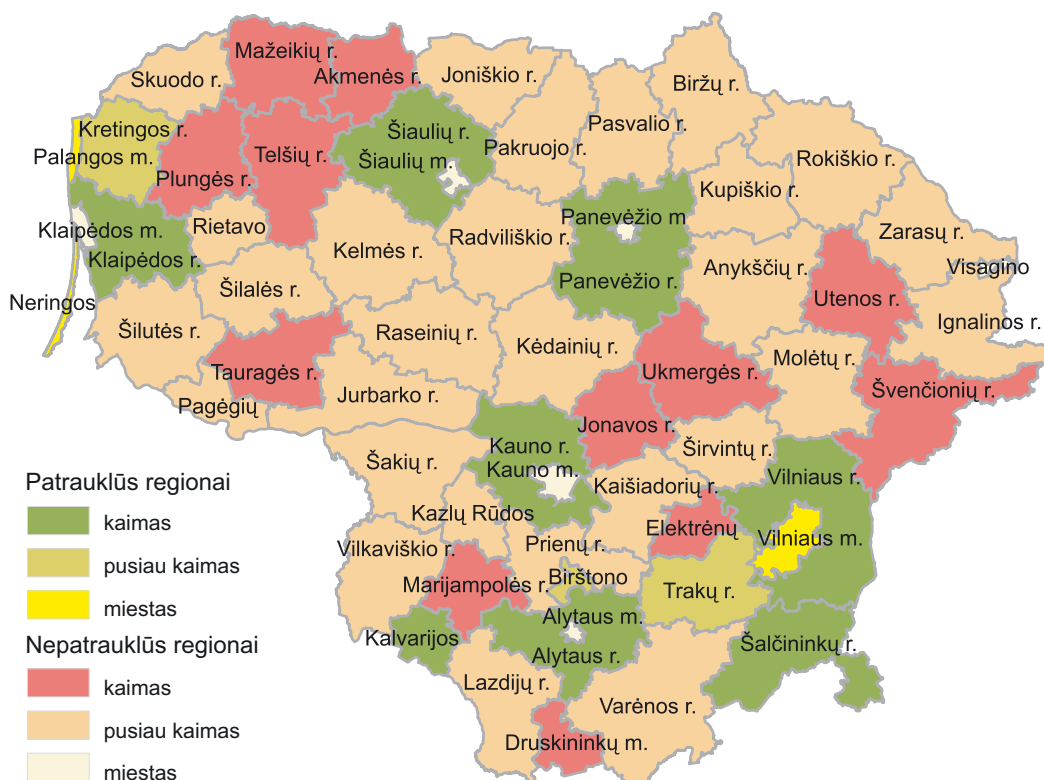 Mažeikių r.
Akmenės r.
Joniškio r.
Biržų r.
Skuodo r.
Kretingos r.
Šiaulių r.
Pasvalio r.
Palangos m.
Telšių r.
Šiaulių m.
Pakruojo r.
Rokiškio r.
Plungės r.
Kupiškio r.
Klaipėdos m.
Rietavo
Panevėžio m
Radviliškio r.
Zarasų r.
Klaipėdos r.
Kelmės r.
Anykščių r.
Visagino
Šilalės r.
Panevėžio r.
Neringos
Utenos r.
Šilutės r.
Raseinių r.
Kėdainių r.
Ignalinos r.
Molėtų r.
Tauragės r.
Ukmergės r.
Švenčionių r.
Pagėgių
Jurbarko r.
Jonavos r.
Kauno r.
Širvintų r.
Šakių r.
Kauno m.
Kaišiadorių r.
Vilniaus r.
Kazlų Rūdos
Elektrėnų
Vilniaus m.
Vilkaviškio r.
Prienų r.
Marijampolės r.
Birštono
Trakų r.
Alytaus m.
Kalvarijos
Alytaus r.
Šalčininkų r.
Lazdijų r.
Varėnos r.
Druskininkų m.
Patrauklūs regionai
kaimas
pusiau kaimas
miestas
Nepatrauklūs regionai
kaimas
pusiau kaimas
miestas